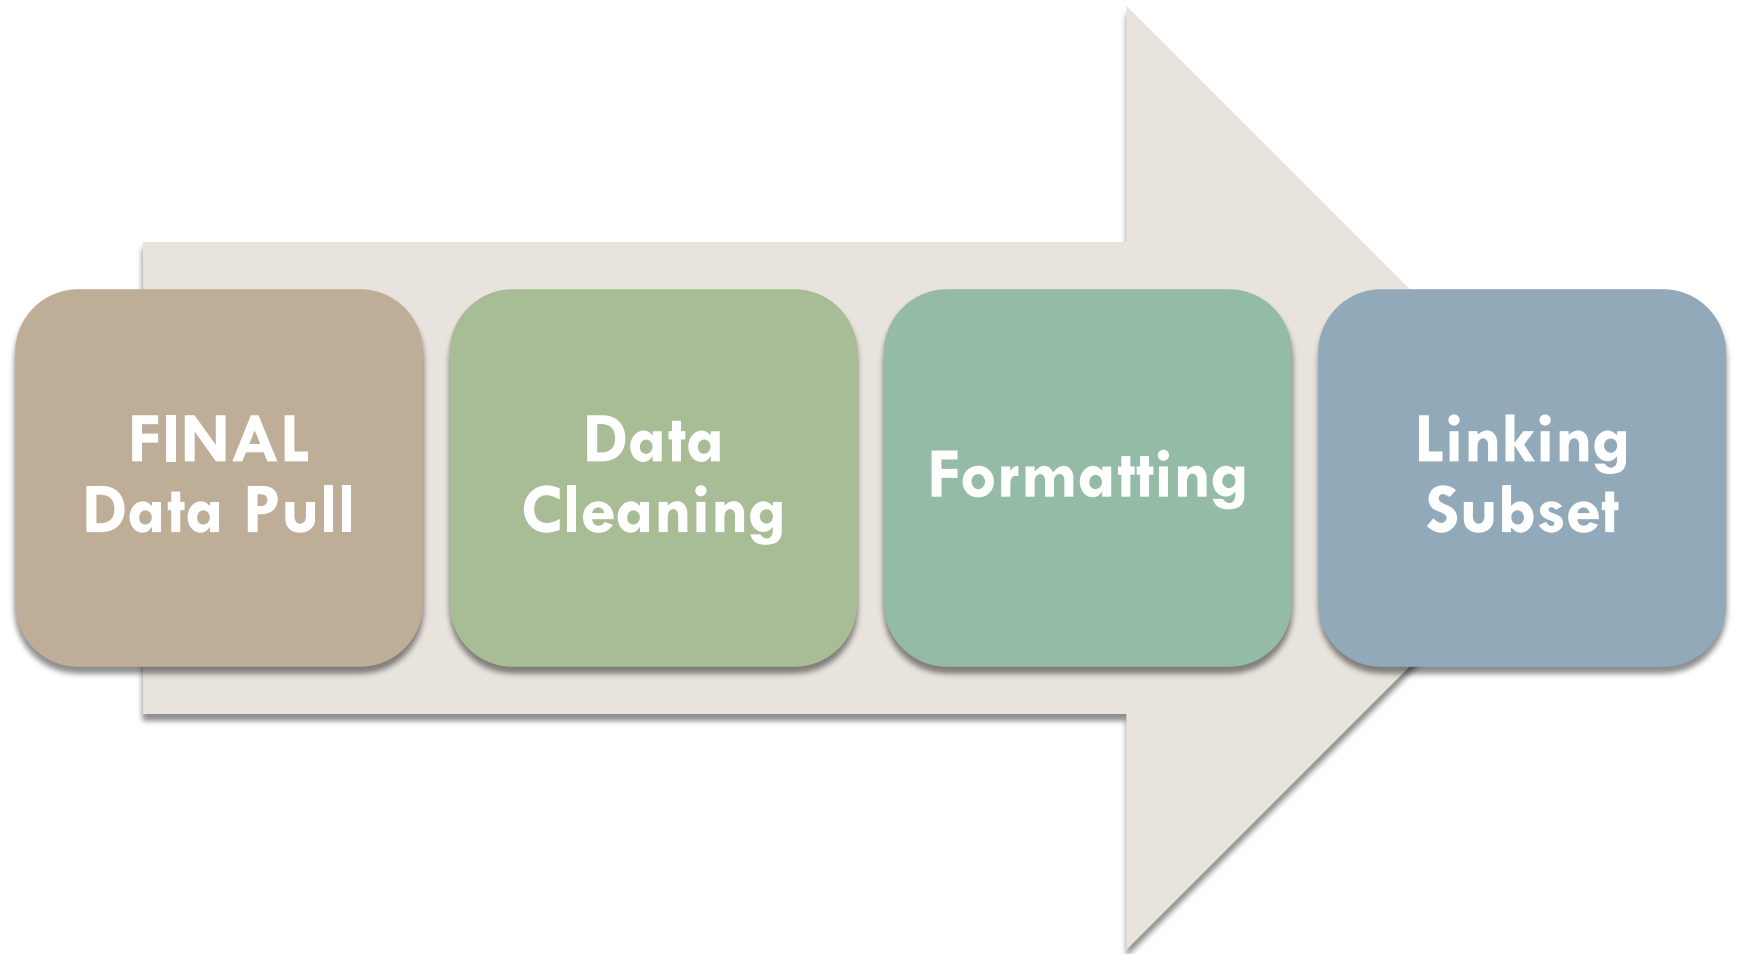 FINAL
Data Pull
Data
Cleaning
Formatting
Linking
Subset